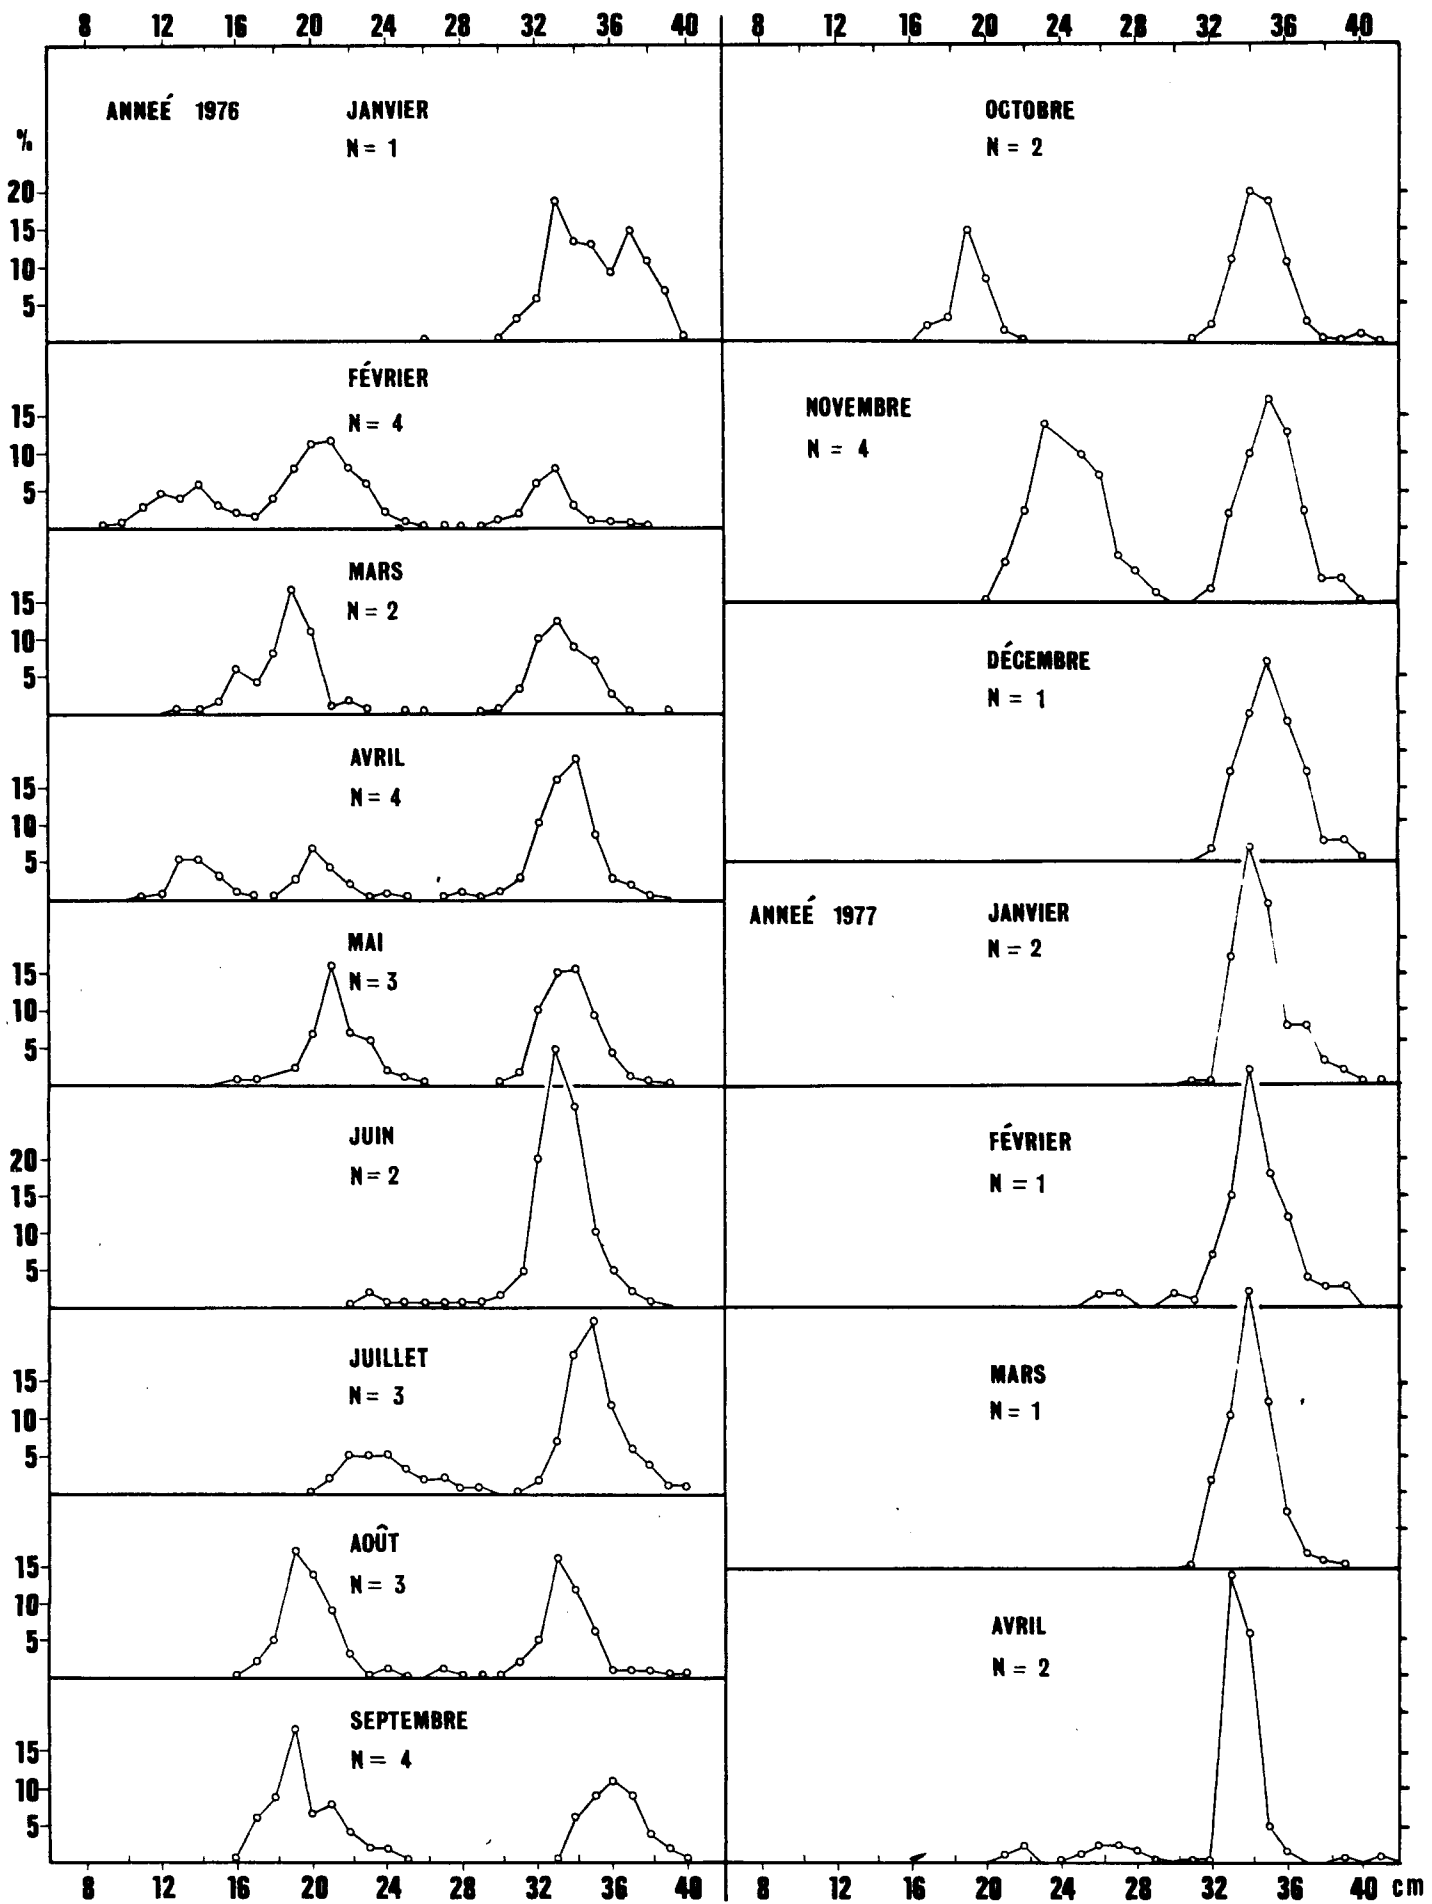 8 12 16 20 24 28 32 36 40 8 12 16 20 24 28 32 36 40
ANNEÉ 1976
JANVIER
N = 1
%
20
15
10
5
FÉVRIER
N = 4
15
10
5
MARS
N = 2
15
10
5
AVRIL
N = 4
15
10
5
MAI
N = 3
15
10
5
JUIN
N = 2
20
15
10
5
JUILLET
N = 3
15
10
5
AOÛT
N = 3
15
10
5
SEPTEMBRE
N = 4
15
10
5
OCTOBRE
N = 2
NOVEMBRE
N = 4
DÉCEMBRE
N = 1
ANNEÉ 1977
JANVIER
N = 2
FÉVRIER
N = 1
MARS
N = 1
AVRIL
N = 2
8 12 16 20 24 28 32 36 40 8 12 16 20 24 28 32 36 40 cm